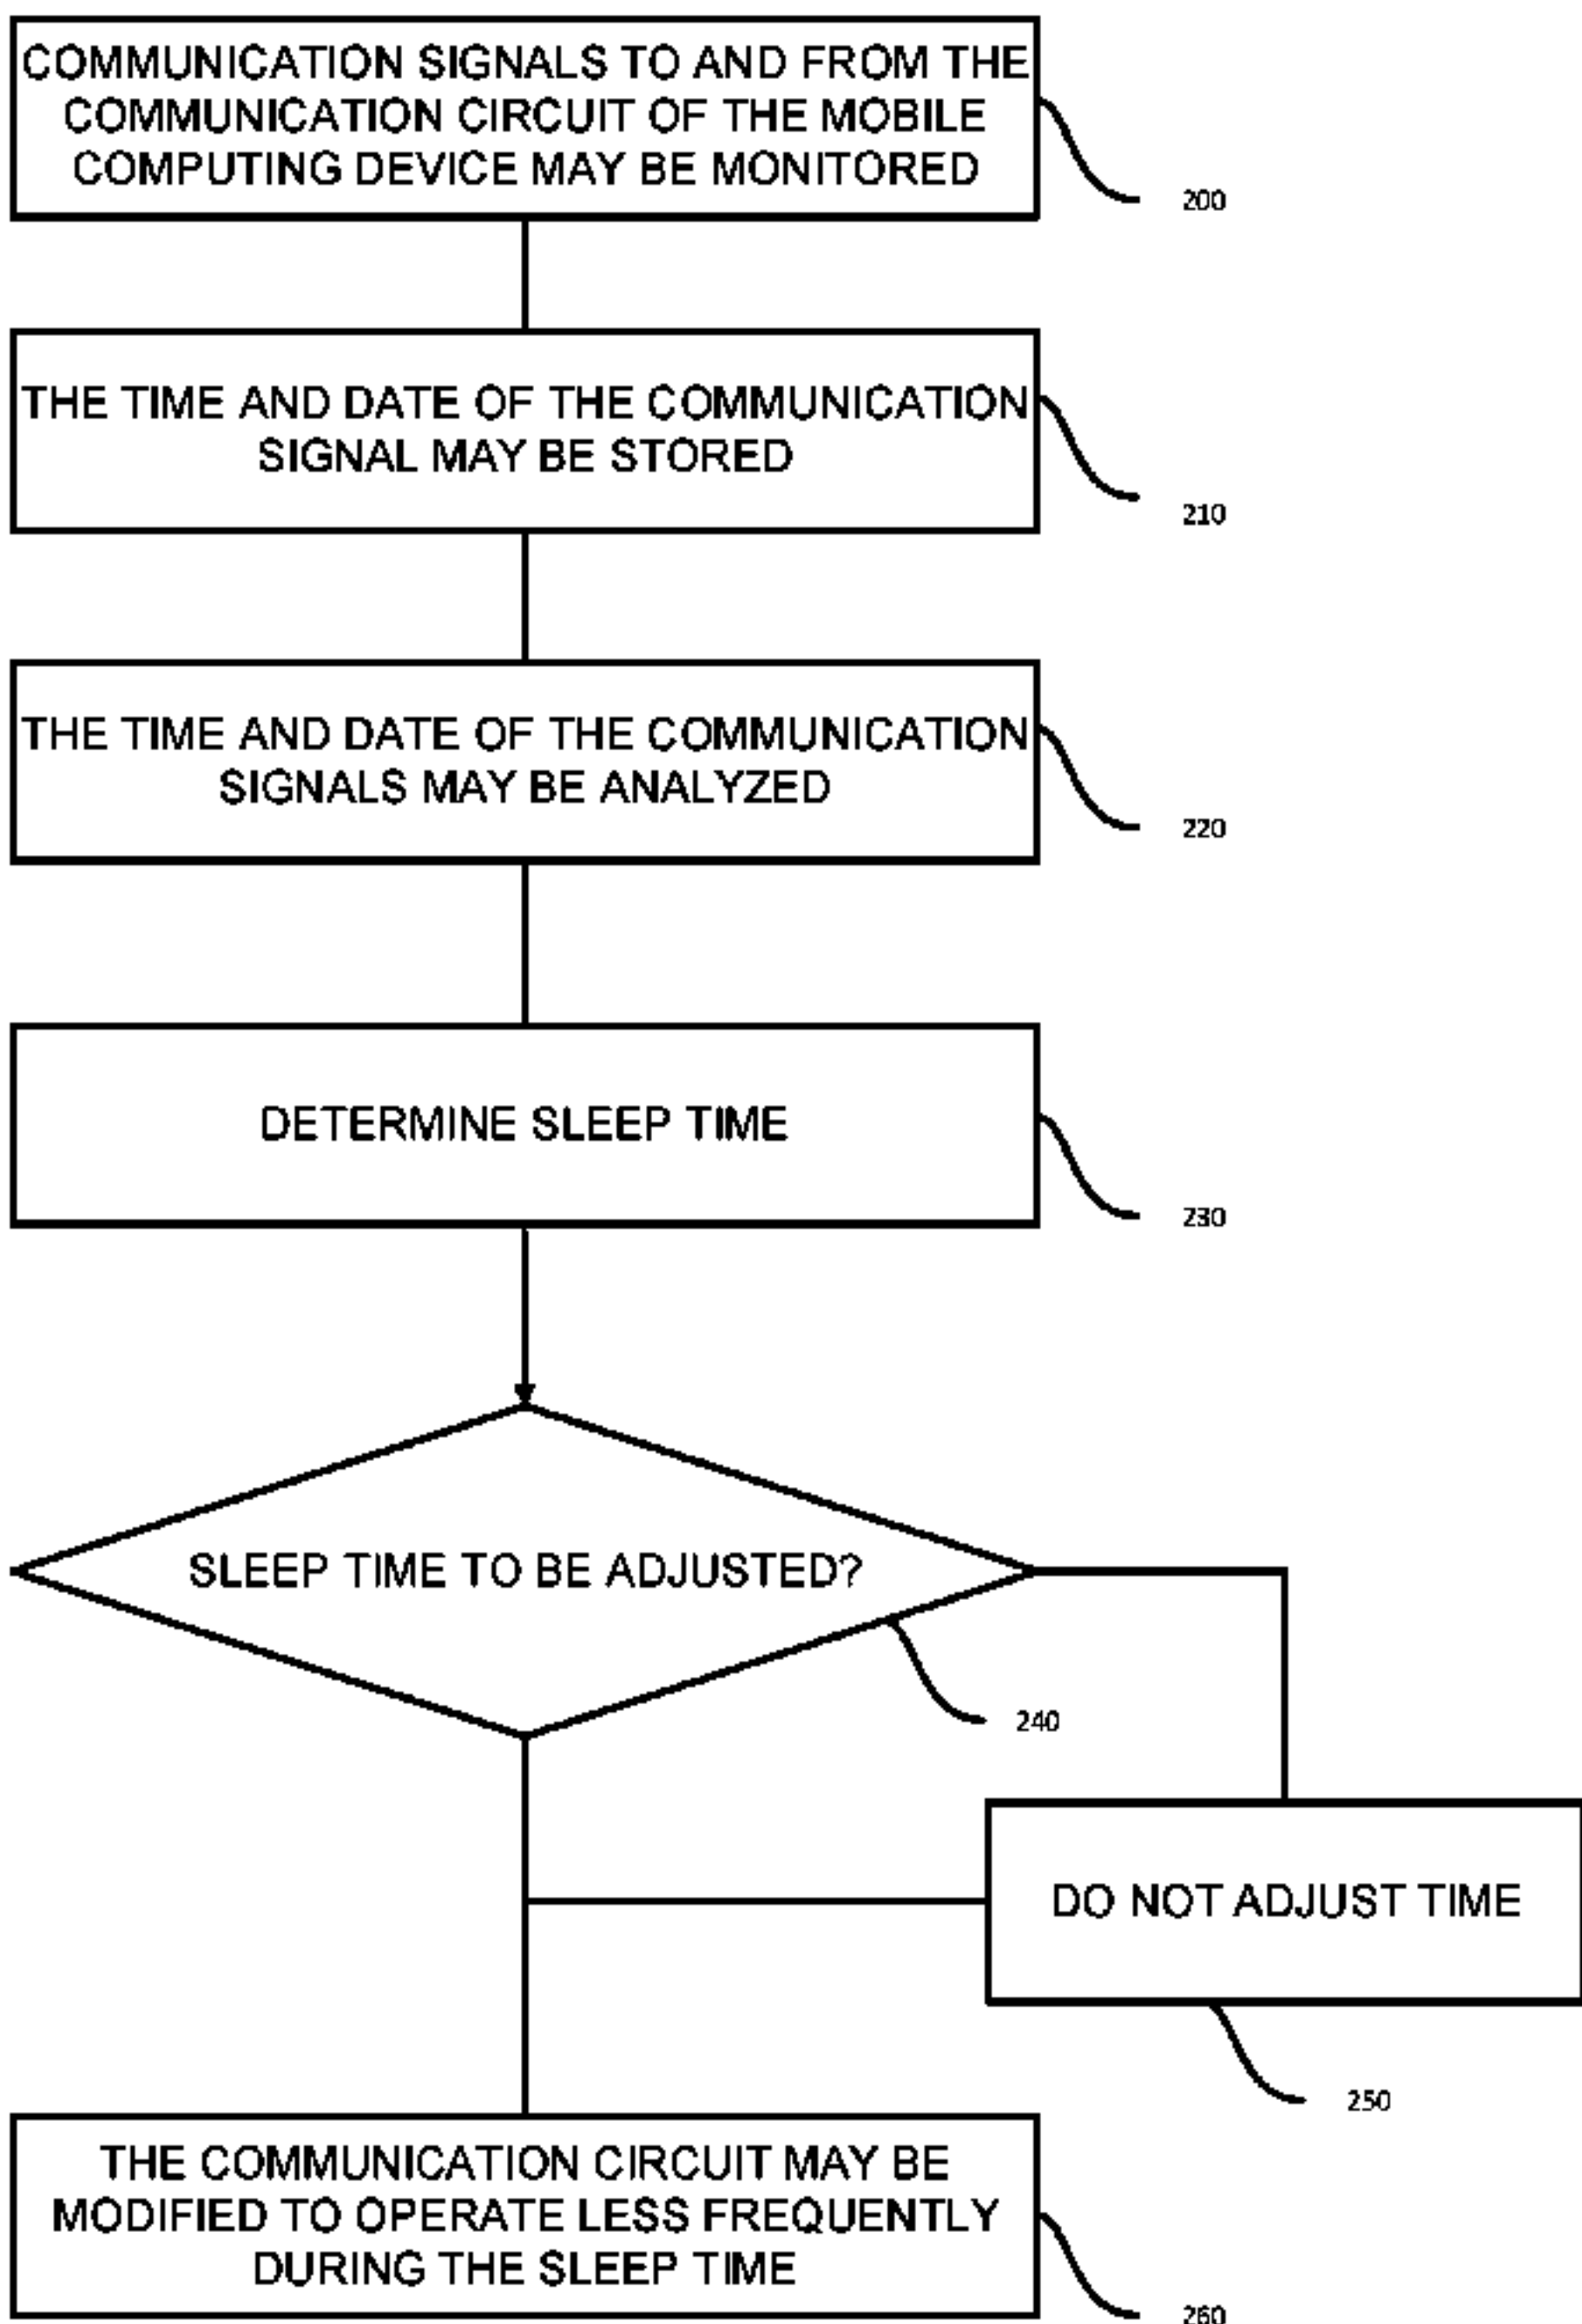 COMMUNICATION SIGNALS TO AND FROM THE
COMMUNICATION CIRCUIT OF THE MOBILE
COMPUTING DEVICE MAY BE MONITORED
200
THE TIME AND DATE OF THE COMMUNICATION
SIGNAL MAY BE STORED
210
THE TIME AND DATE OF THE COMMUNICATION
SIGNALS MAY BE ANALYZED
220
DETERMINE SLEEP TIME
230
SLEEP TIME TO BE ADJUSTED?
240
DO NOT ADJUST TIME
250
THE COMMUNICATION CIRCUIT MAY BE
MODIFIED TO OPERATE LESS FREQUENTLY
DURING THE SLEEP TIME
260